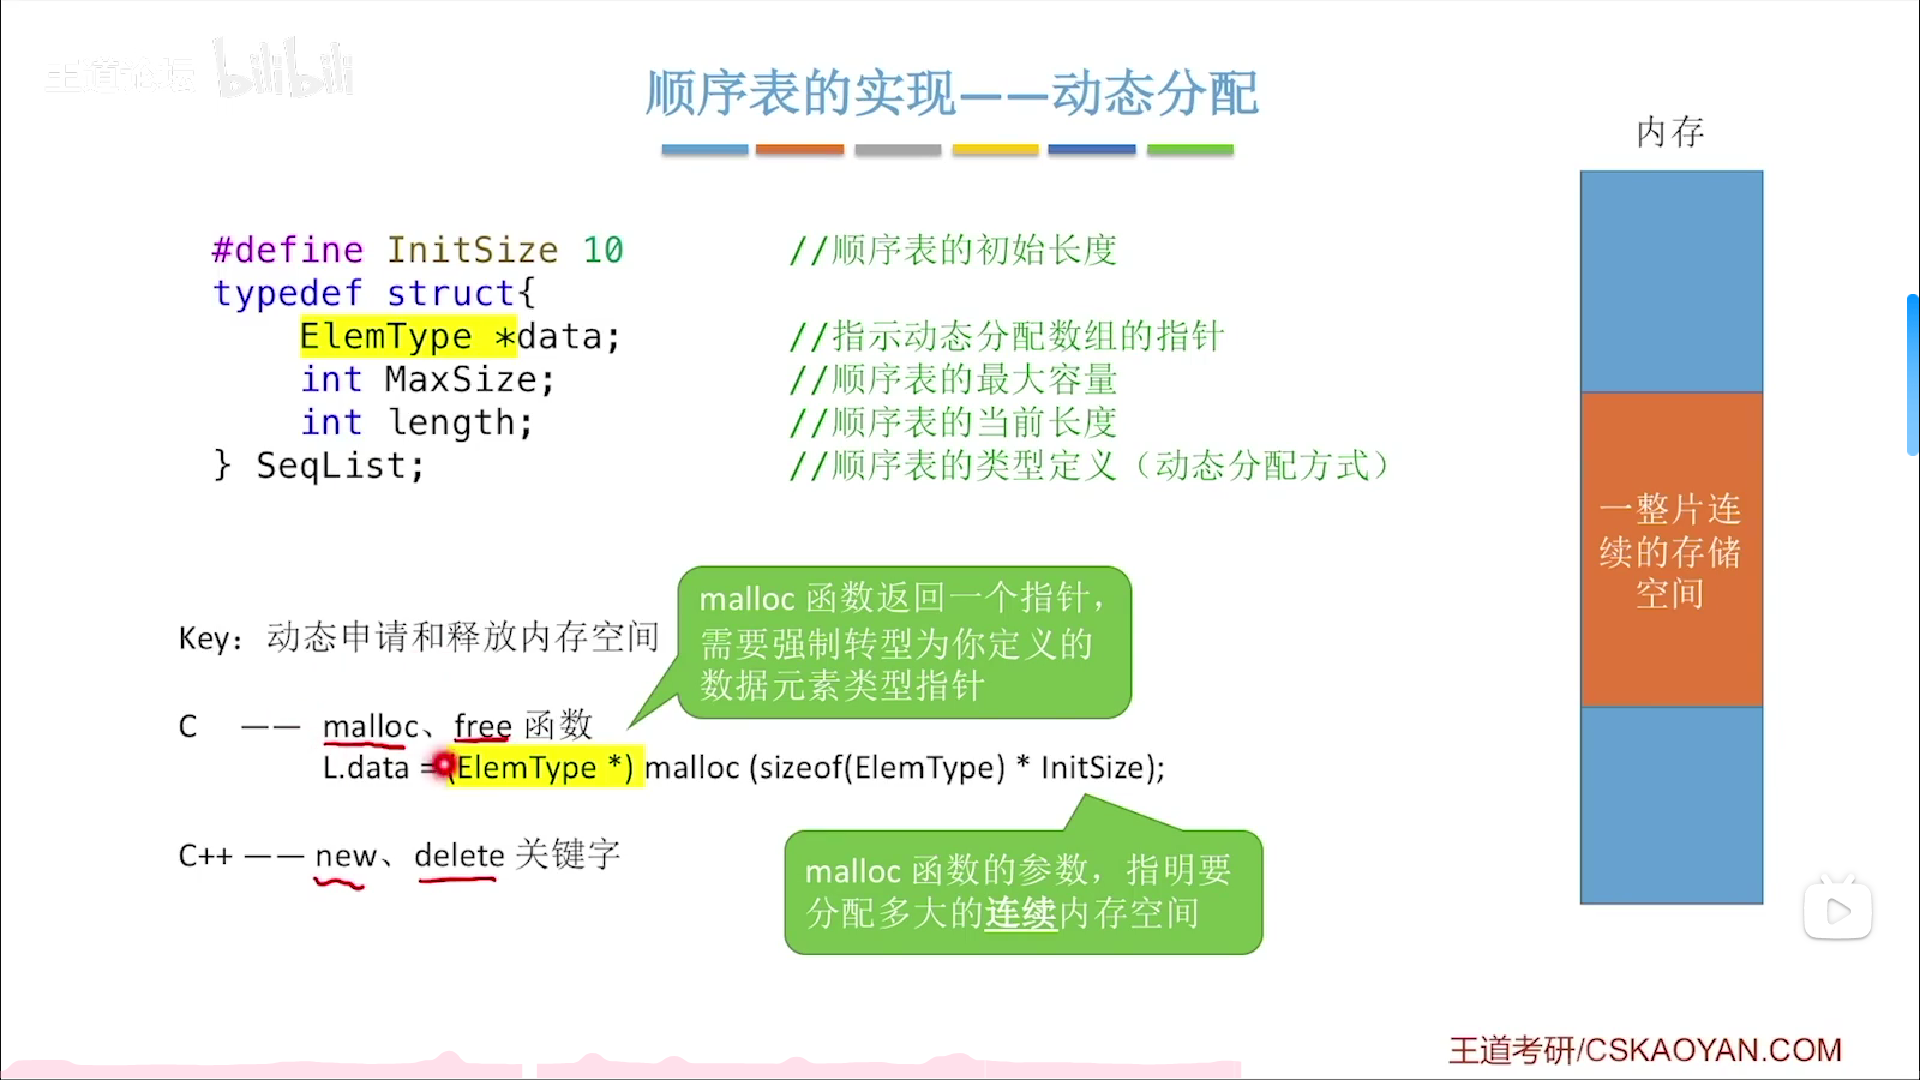 王道论坛 bilibili
顺序表的实现——动态分配
内存
#define InitSize 10 //顺序表的初始长度
typedef struct{
ElemType *data; //指示动态分配数组的指针
int MaxSize; //顺序表的最大容量
int length; //顺序表的当前长度
} SeqList; //顺序表的类型定义（动态分配方式）
一整片连
续的存储
空间
Key：动态申请和释放内存空间
malloc 函数返回一个指针，
需要强制转型为你定义的
数据元素类型指针
C —— malloc、free 函数
L.data = (ElemType *) malloc (sizeof(ElemType) * InitSize);
C++ —— new、delete 关键字
malloc 函数的参数，指明要
分配多大的连续内存空间
王道考研/CSKAOYAN.COM